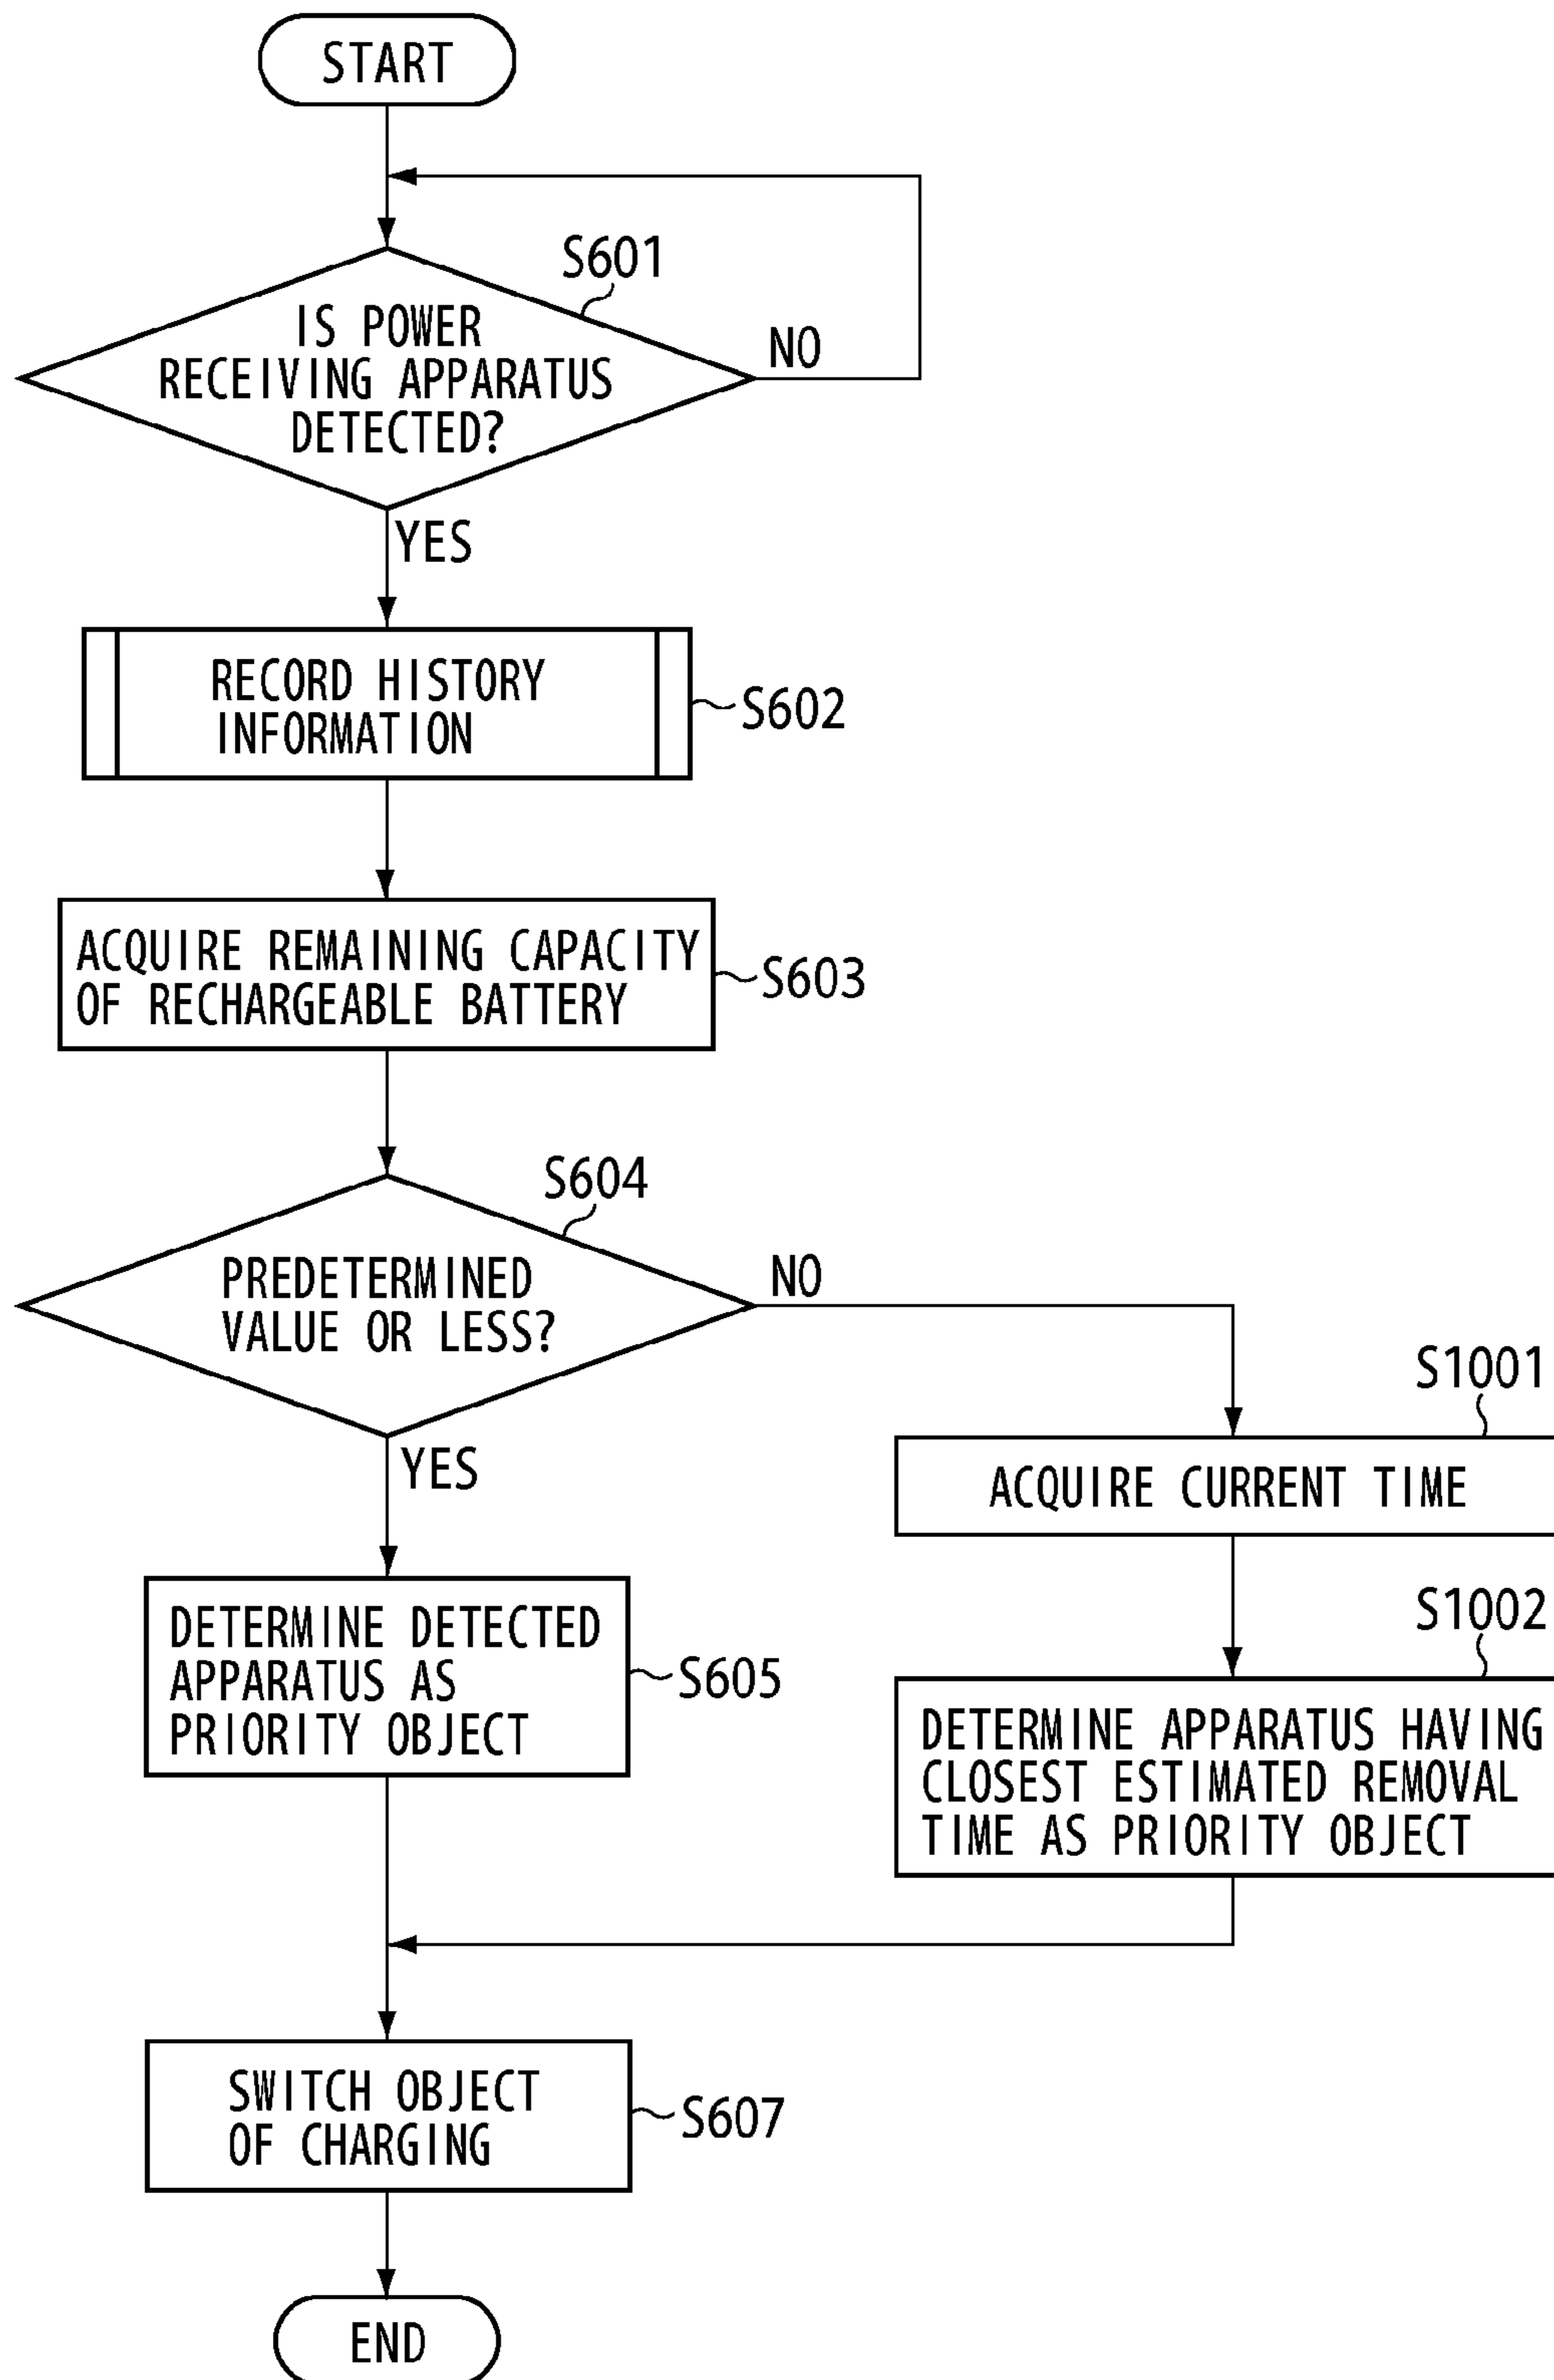 START
S601
IS POWER
RECEIVING APPARATUS
DETECTED?
NO
YES
RECORD HISTORY
INFORMATION
S602
ACQUIRE REMAINING CAPACITY
OF RECHARGEABLE BATTERY
S603
S604
PREDETERMINED
VALUE OR LESS?
NO
YES
S1001
ACQUIRE CURRENT TIME
S1002
DETERMINE APPARATUS HAVING
CLOSEST ESTIMATED REMOVAL
TIME AS PRIORITY OBJECT
DETERMINE DETECTED
APPARATUS AS
PRIORITY OBJECT
S605
SWITCH OBJECT
OF CHARGING
S607
END